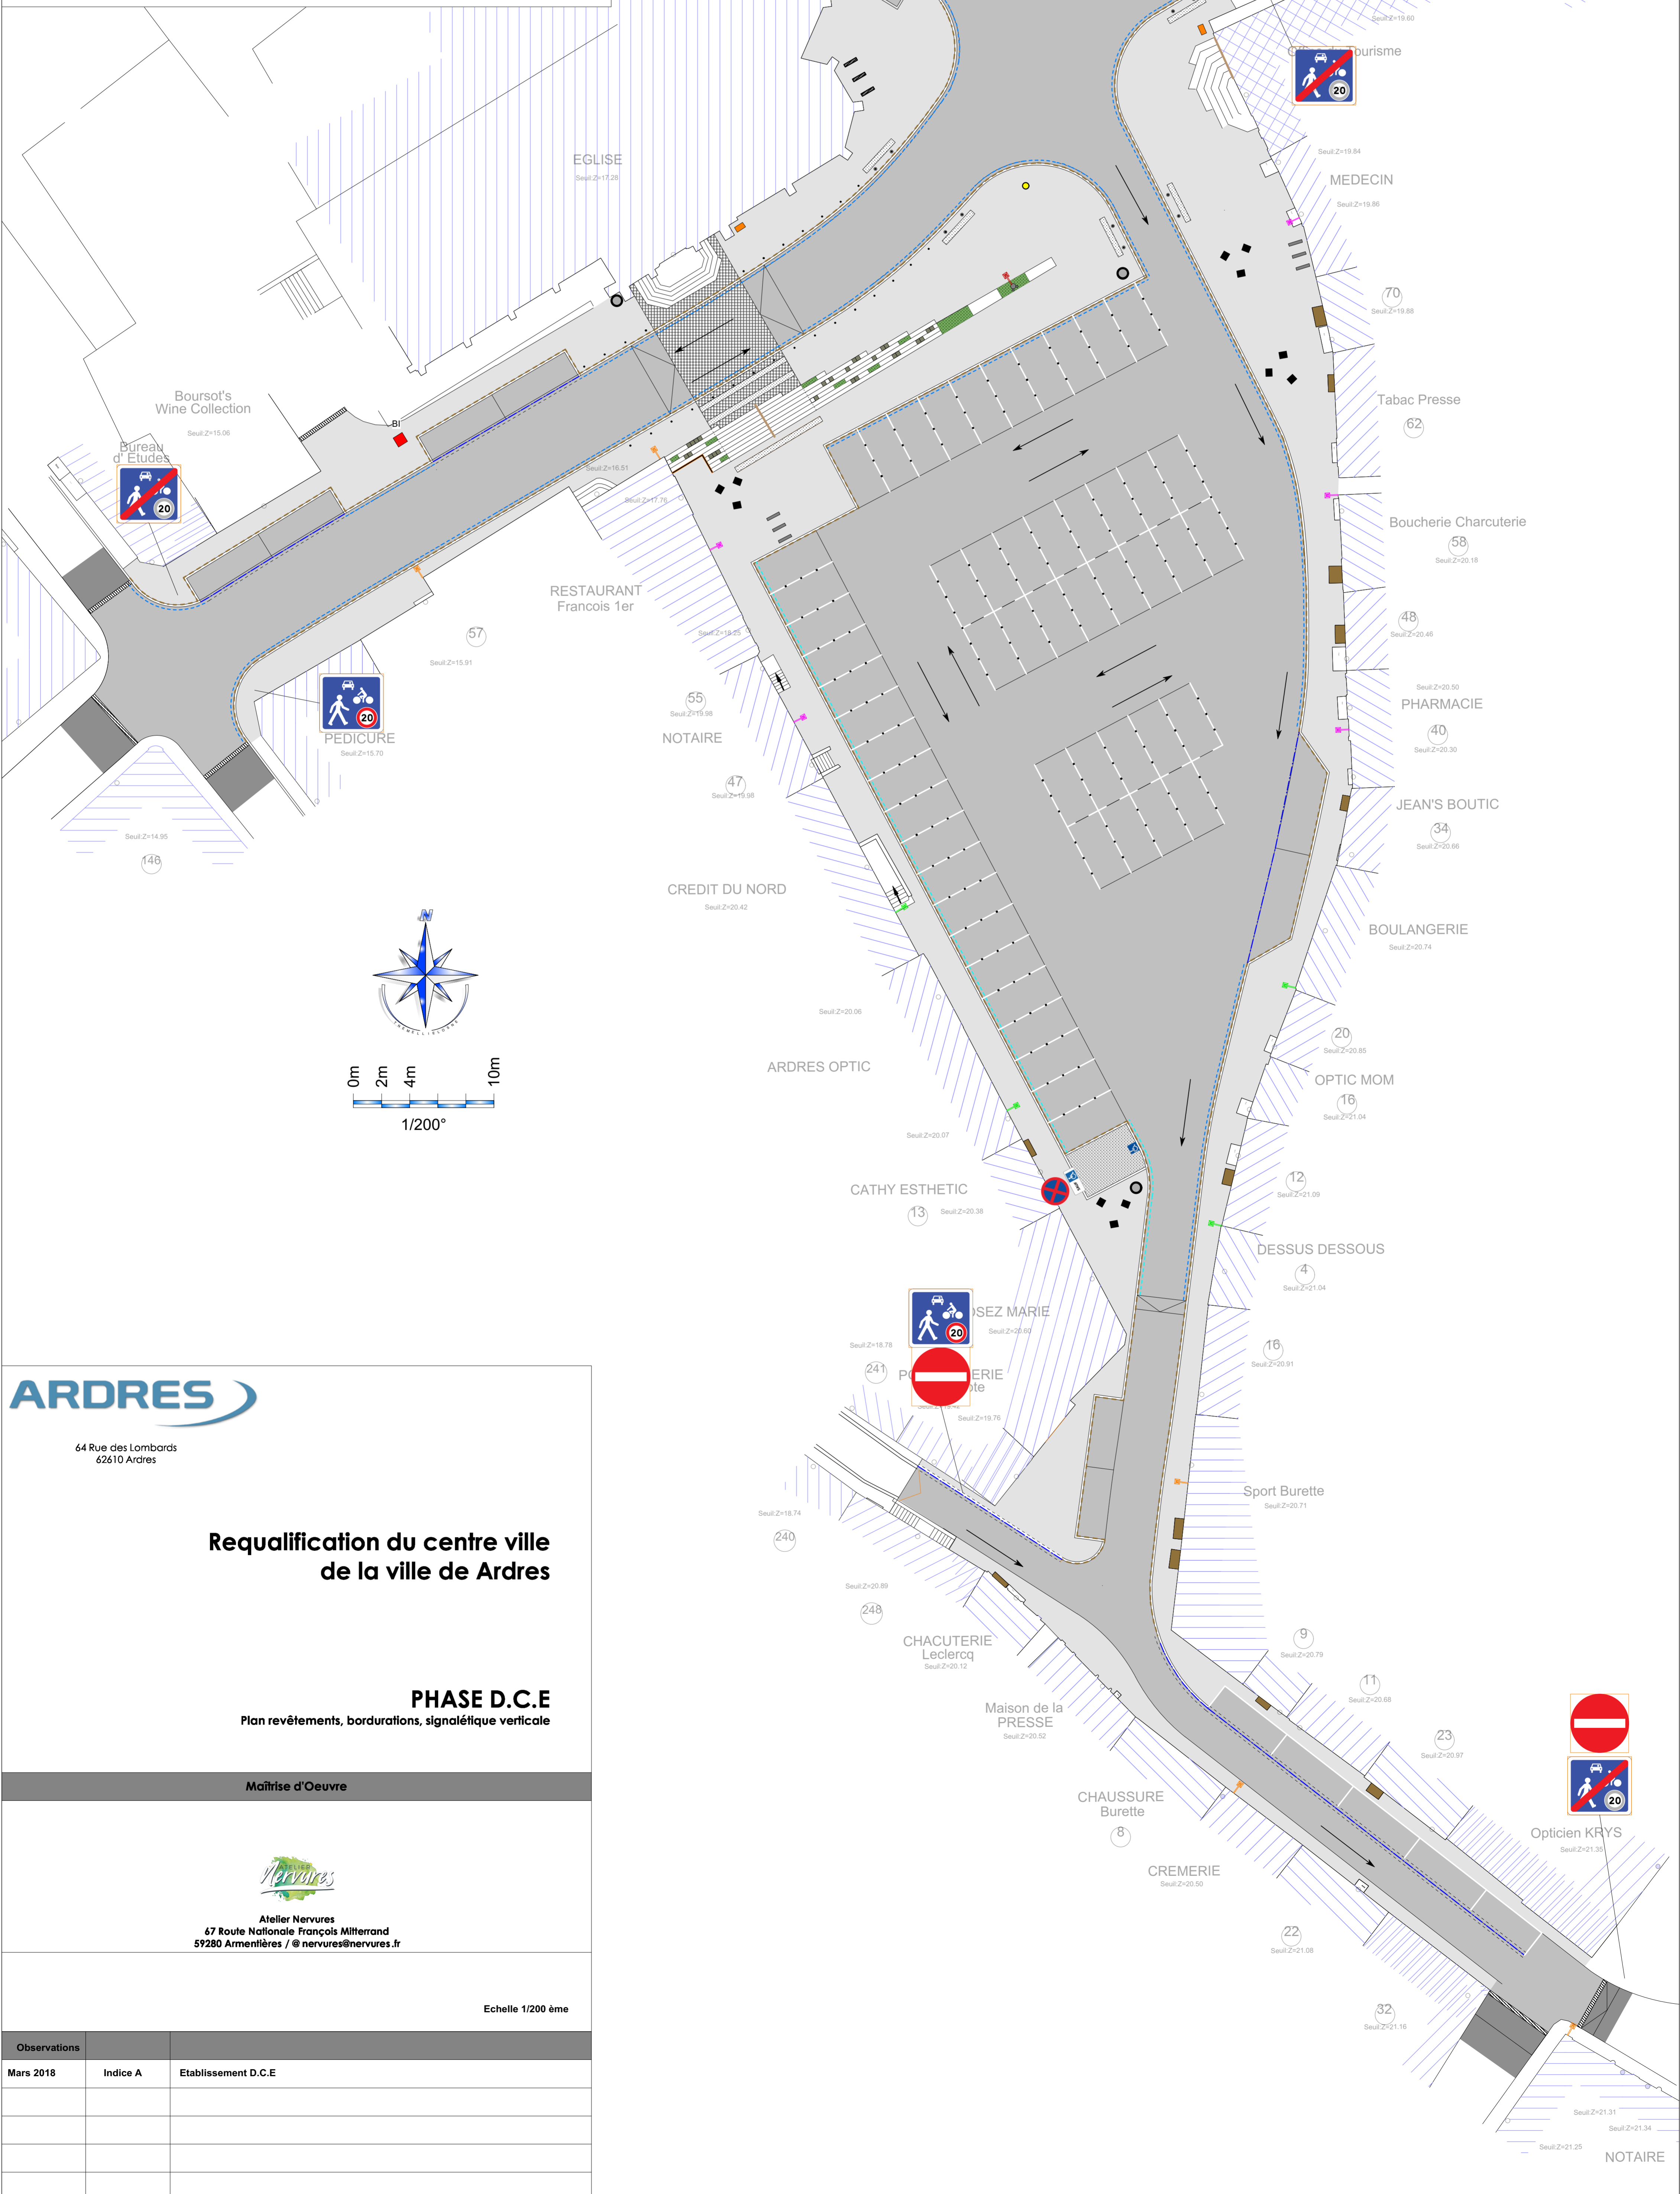 Seuil:Z=19.60
ourisme
20
Seuil:Z=19.84
MEDECIN
Seuil:Z=19.86
EGLISE
Seuil:Z=17.28
70
Seuil:Z=19.88
Tabac Presse
62
Boursot's
Wine Collection
Seuil:Z=15.06
BI
Bureau
d' Etudes
20
Seuil:Z=16.51
Seuil:Z=17.76
Boucherie Charcuterie
58
Seuil:Z=20.18
RESTAURANT
Francois 1er
57
Seuil:Z=15.91
Seuil:Z=18.25
48
Seuil:Z=20.46
20
PEDICURE
Seuil:Z=15.70
55
Seuil:Z=19.98
NOTAIRE
47
Seuil:Z=19.98
Seuil:Z=20.50
PHARMACIE
40
Seuil:Z=20.30
JEAN'S BOUTIC
34
Seuil:Z=20.66
Seuil:Z=14.95
146
CREDIT DU NORD
Seuil:Z=20.42
BOULANGERIE
Seuil:Z=20.74
N
Seuil:Z=20.06
ARDRES OPTIC
20
Seuil:Z=20.85
OPTIC MOM
16
Seuil:Z=21.04
0m
2m
4m
10m
1/200°
Seuil:Z=20.07
CATHY ESTHETIC
13
Seuil:Z=20.38
12
Seuil:Z=21.09
DESSUS DESSOUS
4
Seuil:Z=21.04
20
OSEZ MARIE
Seuil:Z=20.60
Seuil:Z=18.78
241
ERIE
Seuil:Z=19.76
16
Seuil:Z=20.91
Sport Burette
Seuil:Z=20.71
Seuil:Z=18.74
240
Seuil:Z=20.89
248
CHACUTERIE
Leclercq
Seuil:Z=20.12
9
Seuil:Z=20.79
11
Seuil:Z=20.68
Maison de la
PRESSE
Seuil:Z=20.52
23
Seuil:Z=20.97
20
CHAUSSURE
Burette
8
Opticien KRYS
Seuil:Z=21.35
CREMERIE
Seuil:Z=20.50
22
Seuil:Z=21.08
32
Seuil:Z=21.16
Seuil:Z=21.31
Seuil:Z=21.34
Seuil:Z=21.25
NOTAIRE
ARDRES
64 Rue des Lombards
62610 Ardres
Requalification du centre ville
de la ville de Ardres
PHASE D.C.E
Plan revêtements, bordurations, signalétique verticale
Maîtrise d'Oeuvre
ATELIER
Nervures
Atelier Nervures
67 Route Nationale François Mitterrand
59280 Armentières / @ nervures@nervures.fr
Echelle 1/200 ème
Observations
Mars 2018 Indice A Etablissement D.C.E